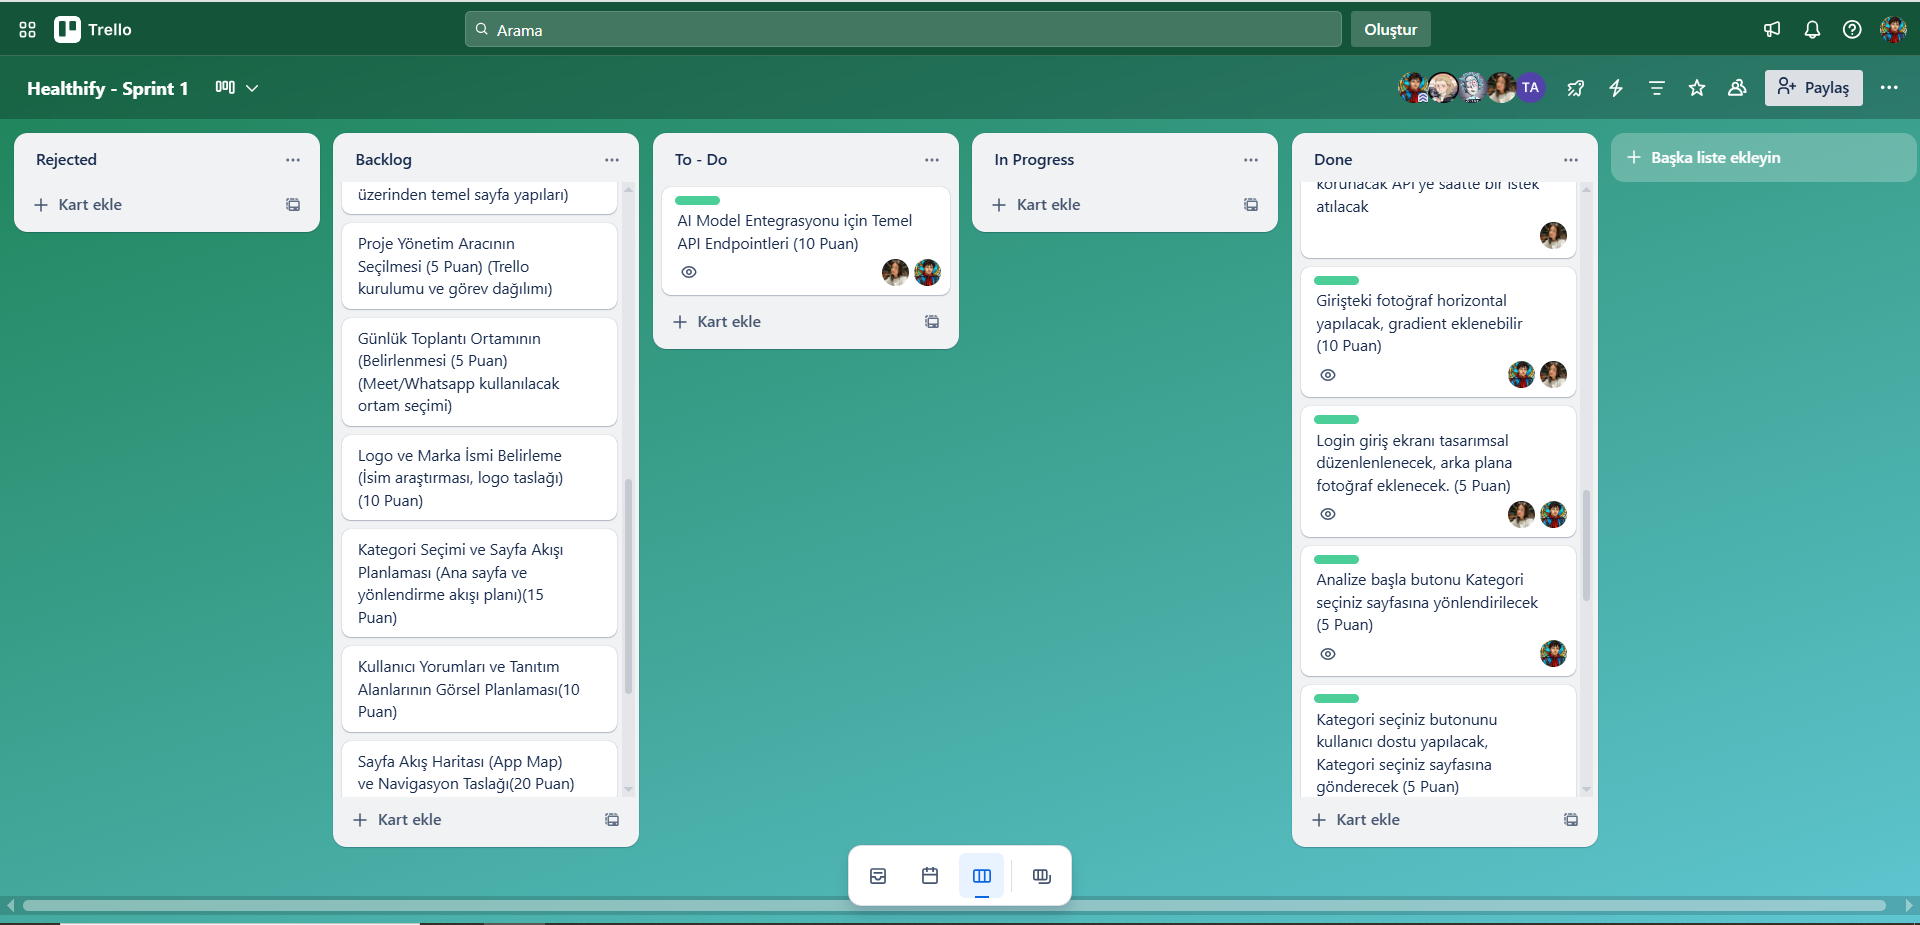 Trello
Arama
Oluştur
Healthify - Sprint 1
TA
Paylaş
Rejected
Kart ekle
Backlog
üzerinden temel sayfa yapıları)
Proje Yönetim Aracının
Seçilmesi (5 Puan) (Trello
kurulumu ve görev dağılımı)
Günlük Toplantı Ortamının
(Belirlenmesi (5 Puan)
(Meet/Whatsapp kullanılacak
ortam seçimi)
Logo ve Marka İsmi Belirleme
(İsim araştırması, logo taslağı)
(10 Puan)
Kategori Seçimi ve Sayfa Akışı
Planlaması (Ana sayfa ve
yönlendirme akışı planı)(15
Puan)
Kullanıcı Yorumları ve Tanıtım
Alanlarının Görsel Planlaması(10
Puan)
Sayfa Akış Haritası (App Map)
ve Navigasyon Taslağı(20 Puan)
Kart ekle
To - Do
AI Model Entegrasyonu için Temel
API Endpointleri (10 Puan)
Kart ekle
In Progress
Kart ekle
Done
korunacak API'ye saatte bir istek
atılacak
Girişteki fotoğraf horizontal
yapılacak, gradient eklenebilir
(10 Puan)
Login giriş ekranı tasarımsal
düzenlenlenecek, arka plana
fotoğraf eklenecek. (5 Puan)
Analize başla butonu Kategori
seçiniz sayfasına yönlendirilecek
(5 Puan)
Kategori seçiniz butonunu
kullanıcı dostu yapılacak,
Kategori seçiniz sayfasına
gönderecek (5 Puan)
Kart ekle
Başka liste ekleyin